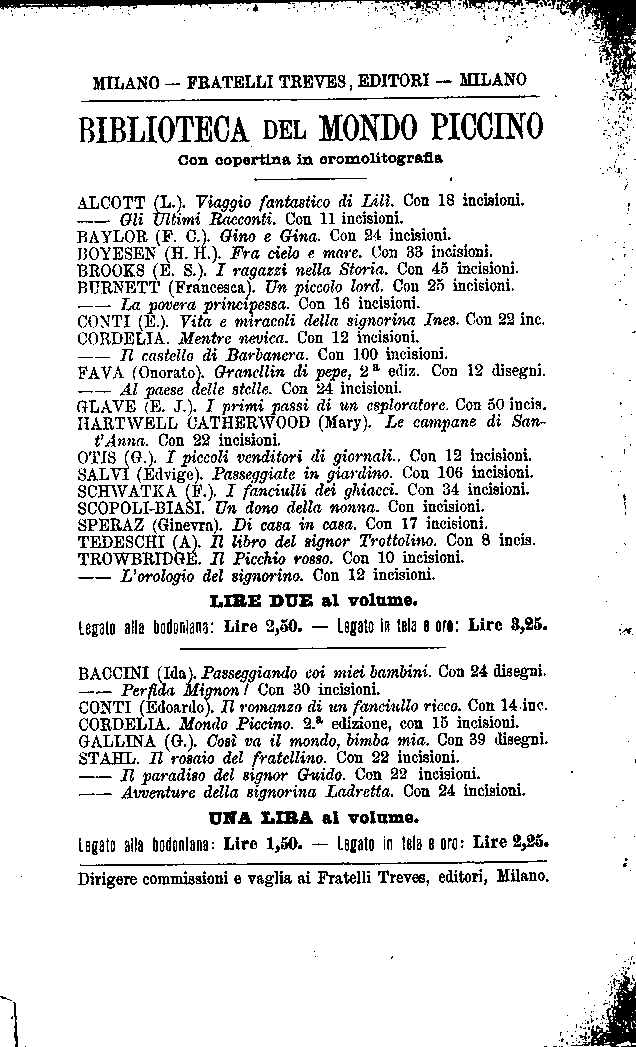 MILANO — FRATELLI TREVES, EDITORI — MILANO
BIBLIOTECA DEL MONDO PICCINO
Con copertina in cromolitografia
ALCOTT (L.). Viaggio fantastico di Lilì. Con 18 incisioni.
—— Gli Ultimi Racconti. Con 11 incisioni.
BAYLOR (F. C.). Gino e Gina. Con 24 incisioni.
BOYESEN (H. H.). Fra cielo e mare. Con 33 incisioni.
BROOKS (E. S.). I ragazzi nella Storia. Con 45 incisioni.
BURNETT (Francesca). Un piccolo lord. Con 25 incisioni.
—— La povera principessa. Con 16 incisioni.
CONTI (E.). Vita e miracoli della signorina Ines. Con 22 inc.
CORDELIA. Mentre nevica. Con 12 incisioni.
—— Il castello di Barbanera. Con 100 incisioni.
FAVA (Onorato). Granellin di pepe, 2ª ediz. Con 12 disegni.
—— Al paese delle stelle. Con 24 incisioni.
GLAVE (E. J.). I primi passi di un esploratore. Con 50 incis.
HARTWELL CATHERWOOD (Mary). Le campane di San-
t'Anna. Con 22 incisioni.
OTIS (G.). I piccoli venditori di giornali.. Con 12 incisioni.
SALVI (Edvige). Passeggiate in giardino. Con 106 incisioni.
SCHWATKA (F.). I fanciulli dei ghiacci. Con 34 incisioni.
SCOPOLI-BIASI. Un dono della nonna. Con incisioni.
SPERAZ (Ginevra). Di casa in casa. Con 17 incisioni.
TEDESCHI (A). Il libro del signor Trottolino. Con 8 incis.
TROWBRIDGE. Il Picchio rosso. Con 10 incisioni.
—— L'orologio del signorino. Con 12 incisioni.
LIRE DUE al volume.
Legato alla bodoniana: Lire 2,50. — Legato in tela e oro: Lire 3,25.
BACCINI (Ida). Passeggiando coi miei bambini. Con 24 disegni.
—— Perfida Mignon! Con 30 incisioni.
CONTI (Edoardo). Il romanzo di un fanciullo ricco. Con 14 inc.
CORDELIA. Mondo Piccino. 2.ª edizione, con 15 incisioni.
GALLINA (G.). Così va il mondo, bimba mia. Con 39 disegni.
STAHL. Il rosaio del fratellino. Con 22 incisioni.
—— Il paradiso del signor Guido. Con 22 incisioni.
—— Avventure della signorina Ladretta. Con 24 incisioni.
UNA LIRA al volume.
Legato alla bodoniana: Lire 1,50. — Legato in tela e oro: Lire 2,25.
Dirigere commissioni e vaglia ai Fratelli Treves, editori, Milano.